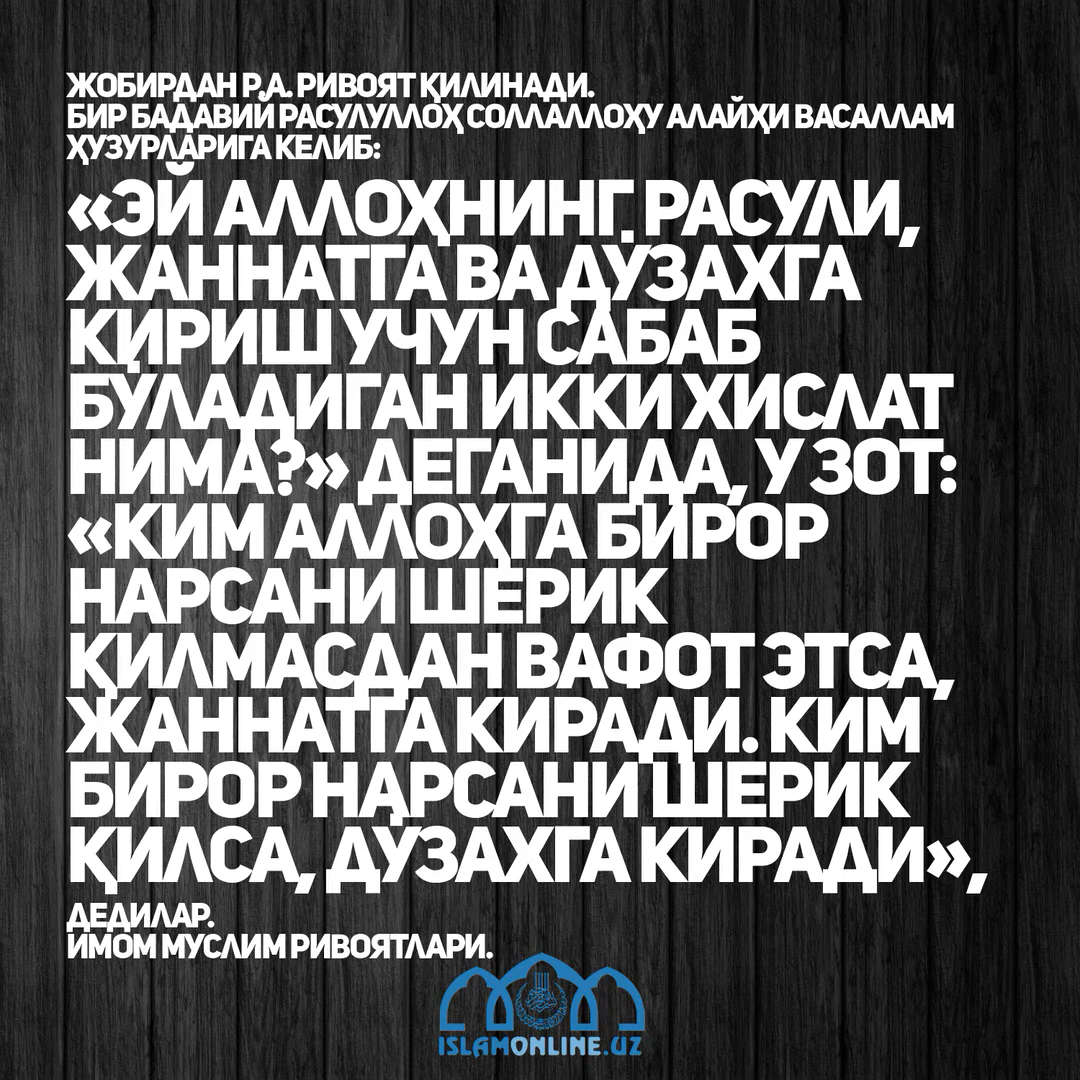 ЖОБИРДАН Р.А. РИВОЯТ ҚИЛИНАДИ.
БИР БАДАВИЙ РАСУЛУЛЛОҲ СОЛЛАЛЛОҲУ АЛАЙҲИ ВАСАЛЛАМ
ҲУЗУРЛАРИГА КЕЛИБ:
«ЭЙ АЛЛОҲНИНГ РАСУЛИ,
ЖАННАТГА ВА ДЎЗАХГА
КИРИШ УЧУН САБАБ
БЎЛАДИГАН ИККИ ХИСЛАТ
НИМА?» ДЕГАНИДА, У ЗОТ:
«КИМ АЛЛОҲГА БИРОР
НАРСАНИ ШЕРИК
ҚИЛМАСДАН ВАФОТ ЭТСА,
ЖАННАТГА КИРАДИ. КИМ
БИРОР НАРСАНИ ШЕРИК
ҚИЛСА, ДЎЗАХГА КИРАДИ»,
ДЕДИЛАР.
ИМОМ МУСЛИМ РИВОЯТЛАРИ.
ISLAMONLINE.UZ